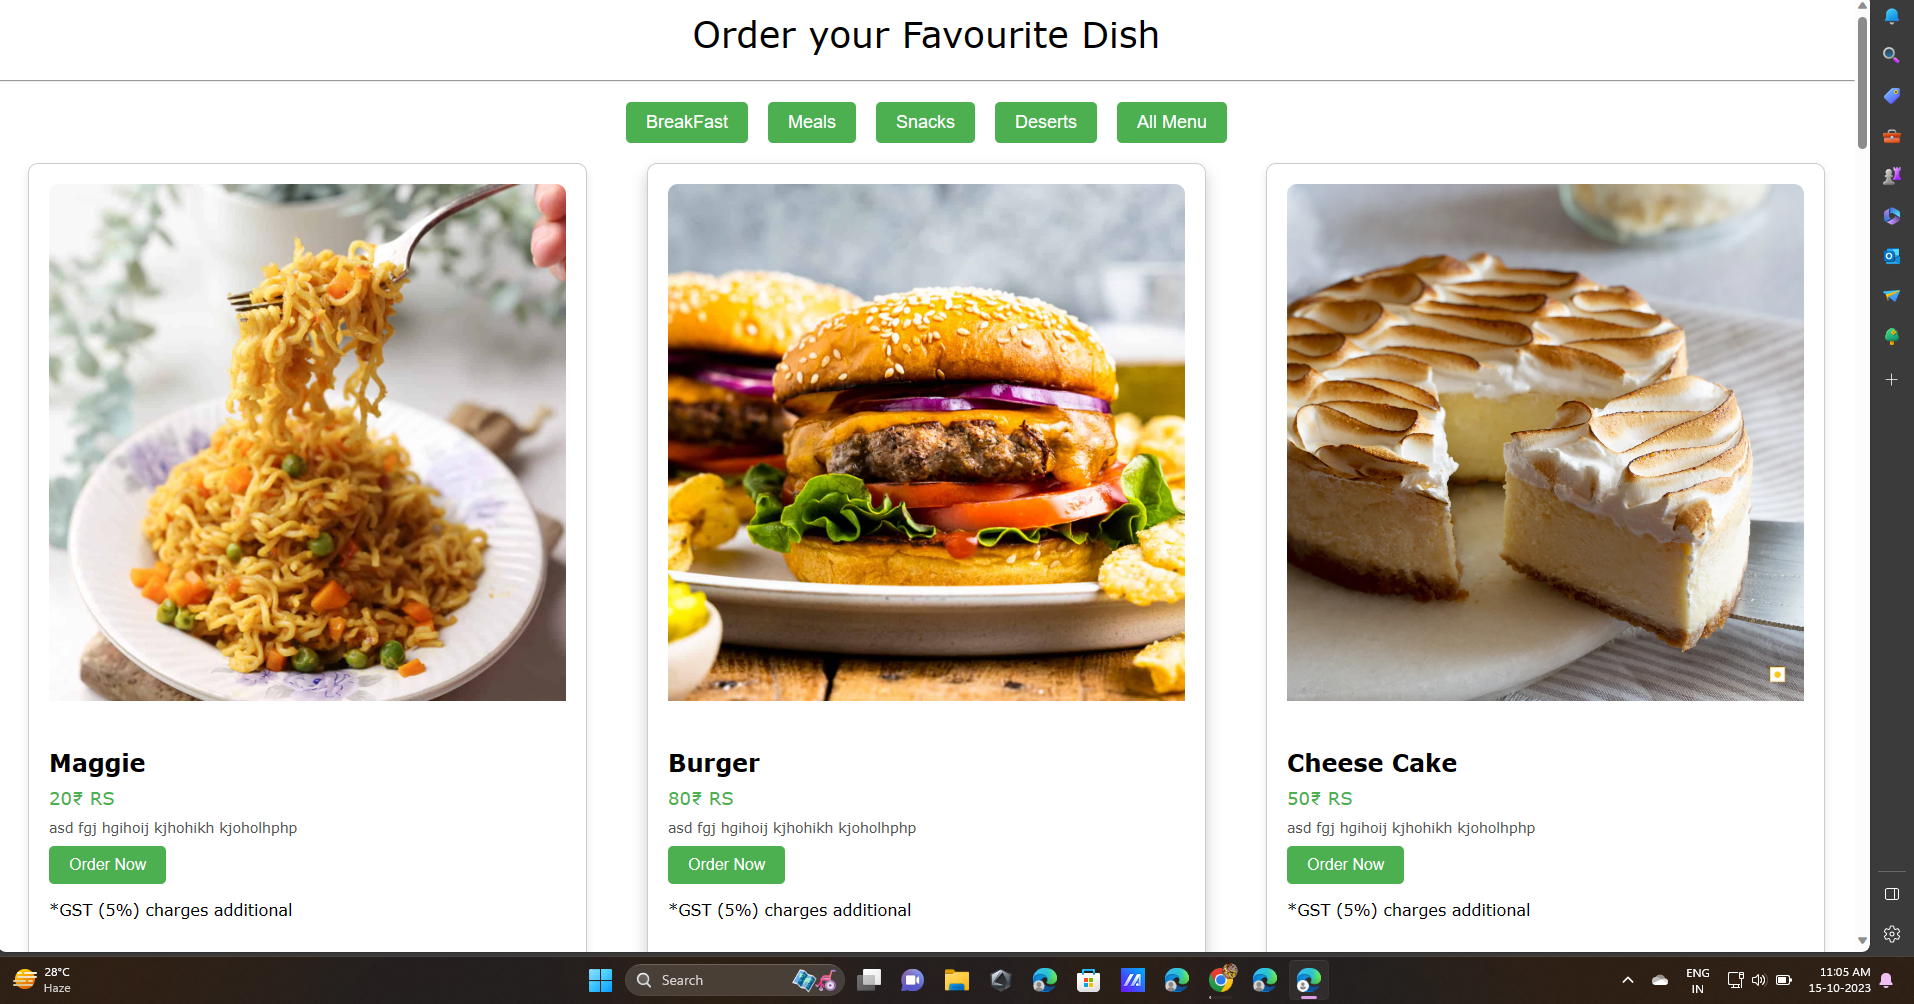 Order your Favourite Dish
BreakFast
Meals
Snacks
Deserts
All Menu
Maggie
20₹ RS
asd fgj hgihoij kjhohikh kjoholhphp
Order Now
*GST (5%) charges additional
Burger
80₹ RS
asd fgj hgihoij kjhohikh kjoholhphp
Order Now
*GST (5%) charges additional
Cheese Cake
50₹ RS
asd fgj hgihoij kjhohikh kjoholhphp
Order Now
*GST (5%) charges additional
28°C
Haze
Search
ENG
IN
11:05 AM
15-10-2023